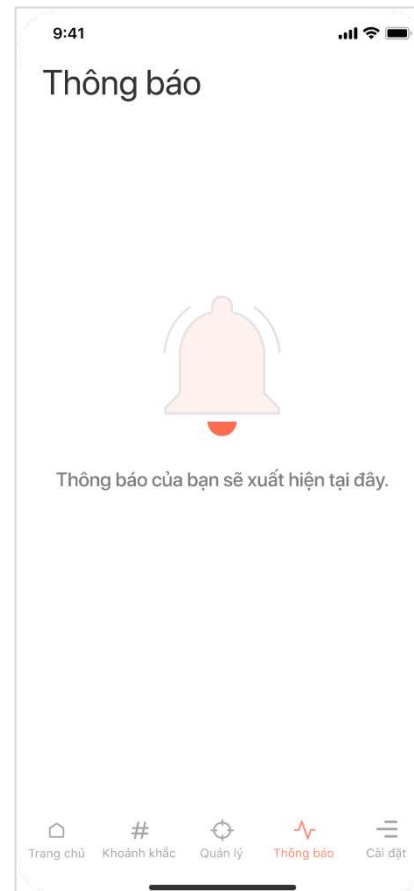 9:41
Thông báo
Thông báo của bạn sẽ xuất hiện tại đây.
Trang chủ Khoảnh khắc Quản lý Thông báo Cài đặt